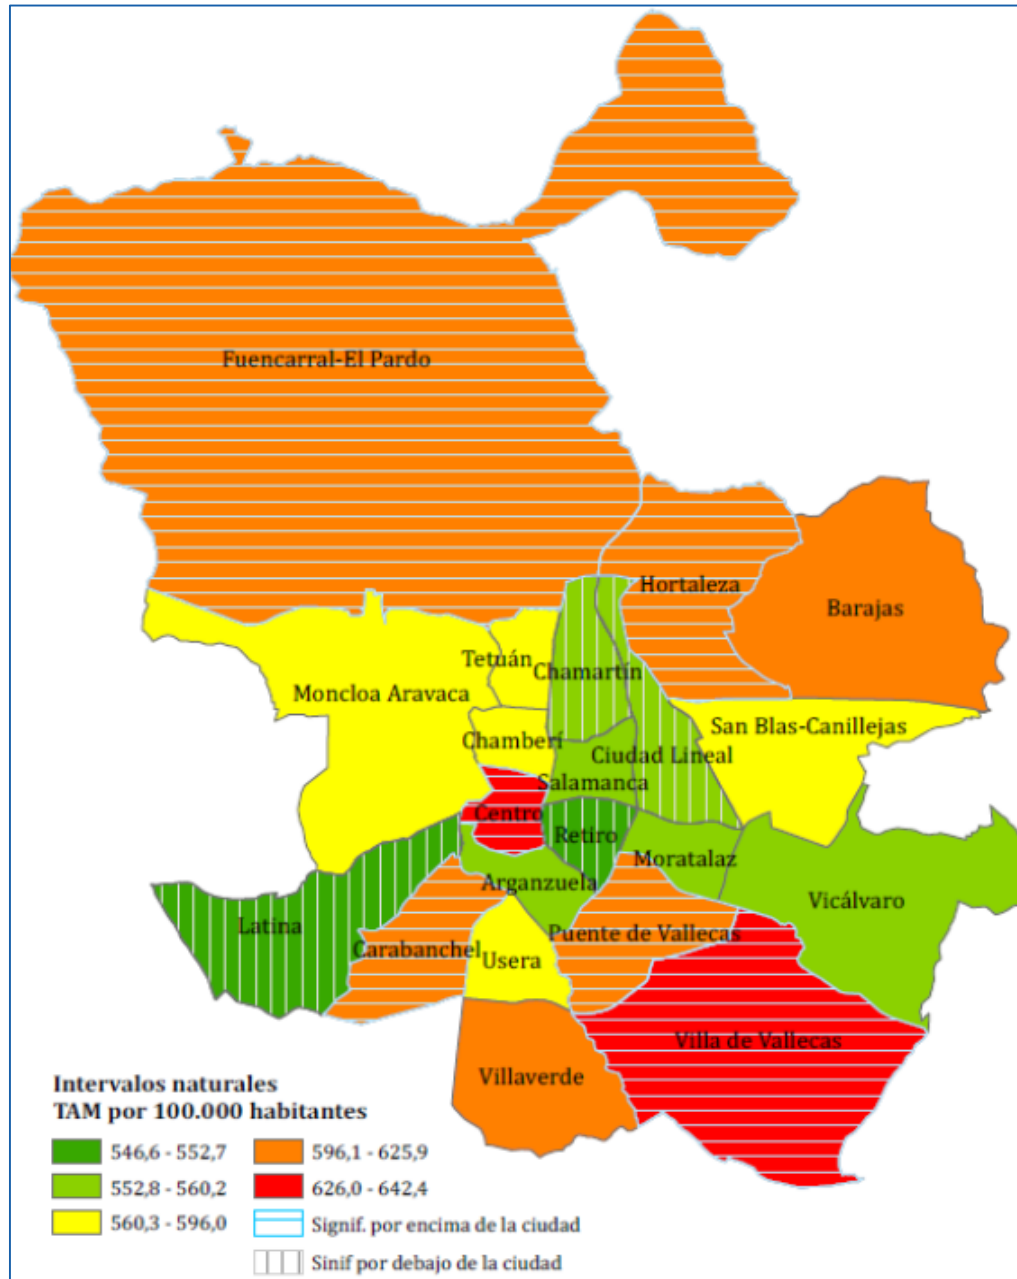 Fuencarral-El Pardo
Hortaleza
Barajas
Tetuán
Chamartín
Moncloa Aravaca
San Blas-Canillejas
Chamberí
Ciudad Lineal
Salamanca
Centro
Retiro
Moratalaz
Arganzuela
Vicálvaro
Latina
Puente de Vallecas
Carabanchel
Usera
Villa de Vallecas
Villaverde
Intervalos naturales
TAM por 100.000 habitantes
546,6 - 552,7
596,1 - 625,9
552,8 - 560,2
626,0 - 642,4
560,3 - 596,0
Signif. por encima de la ciudad
Sinif por debajo de la ciudad